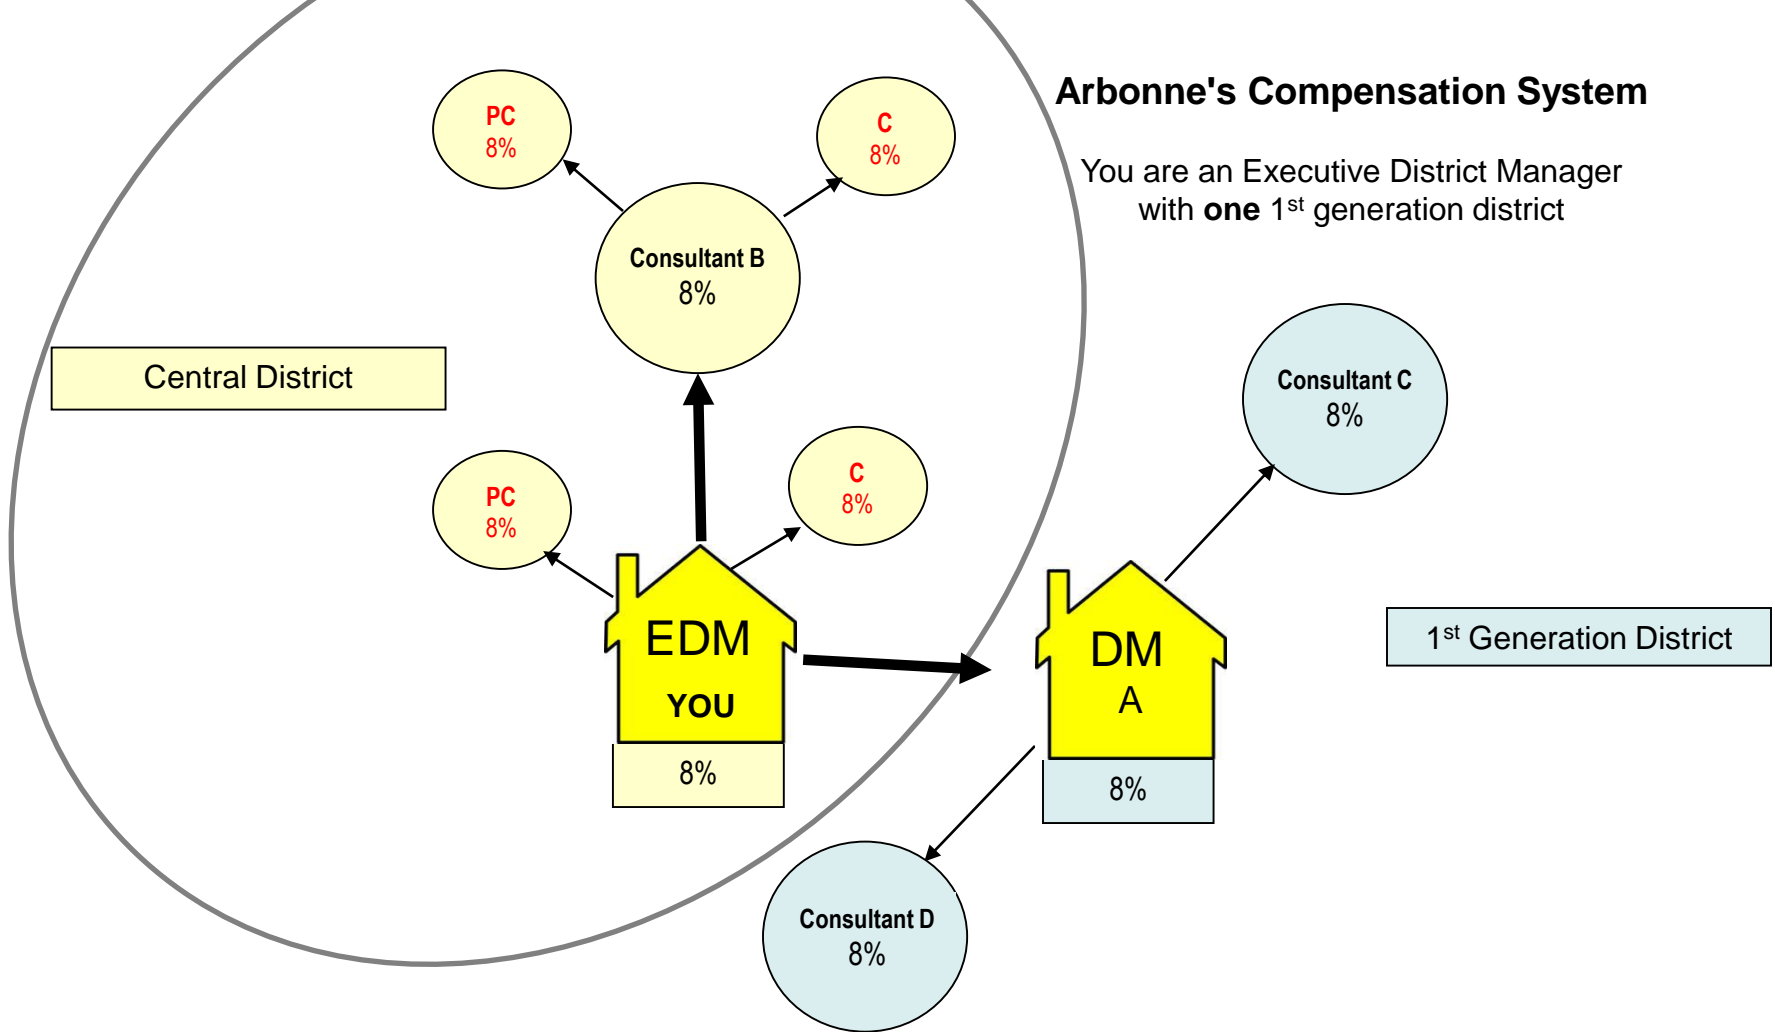 Arbonne's Compensation System
You are an Executive District Manager
with one 1st generation district
PC
8%
C
8%
Consultant B
8%
Central District
Consultant C
8%
PC
8%
C
8%
EDM
YOU
8%
DM
A
8%
1st Generation District
Consultant D
8%